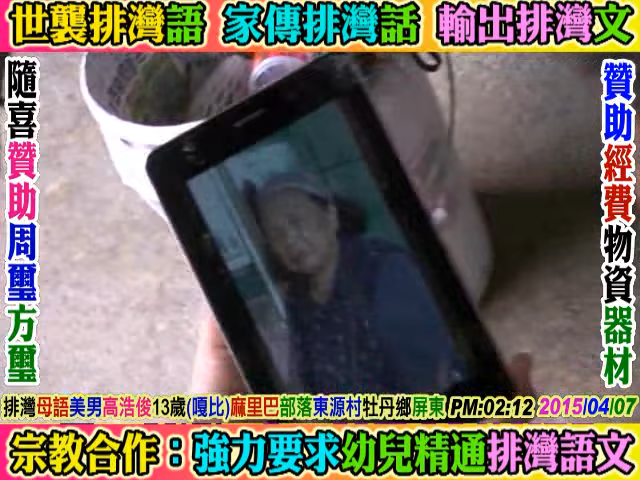 世襲排灣語 家傳排灣話 輸出排灣文
隨喜贊助周璽方璽
贊助經費物資器材
排灣母語美男高浩俊13歲(嘎比)麻里巴部落東源村牡丹鄉屏東 PM:02:12 2015/04/07
宗教合作：強力要求幼兒精通排灣語文